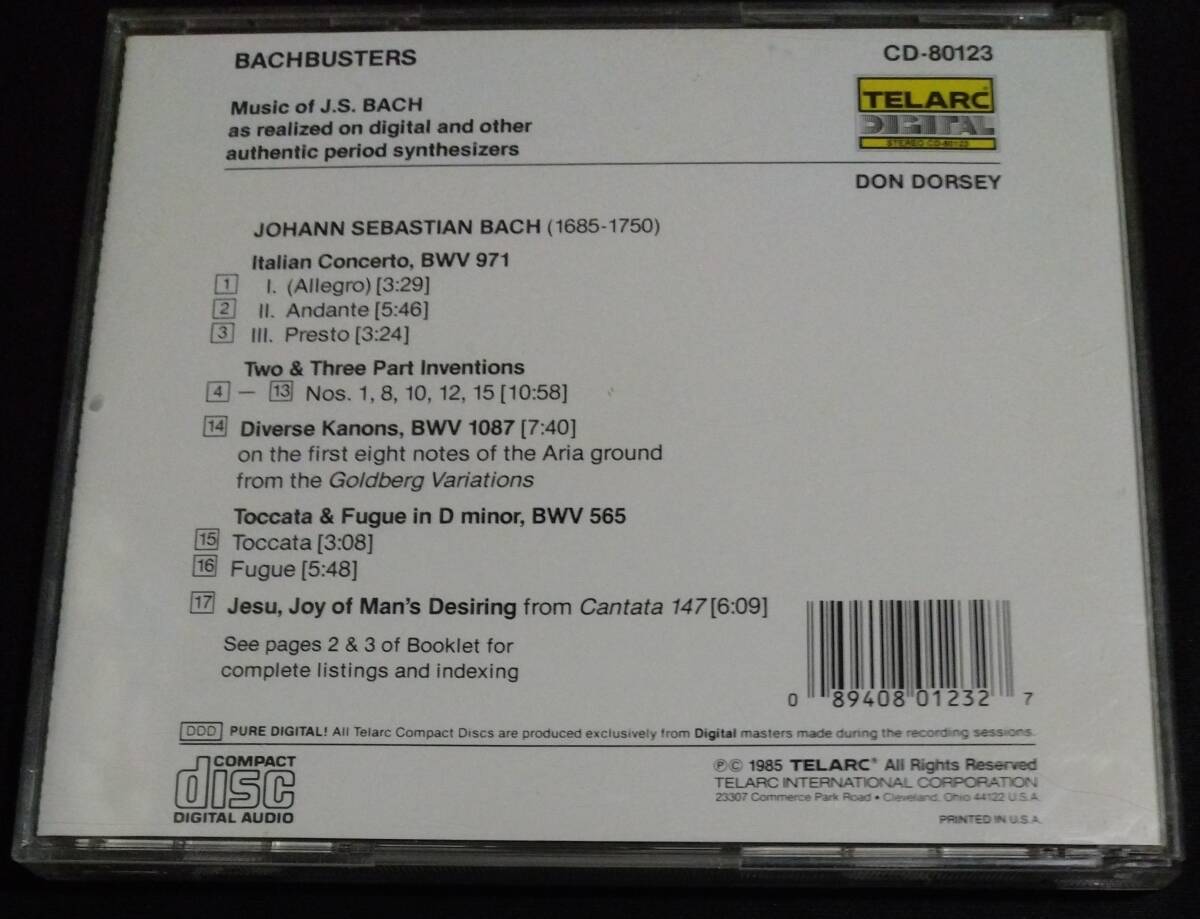 BACHBUSTERS
CD-80123
Music of J.S. BACH
as realized on digital and other
authentic period synthesizers
TELARC®
DIGITAL
STEREO CD-80123
DON DORSEY
JOHANN SEBASTIAN BACH (1685-1750)
Italian Concerto, BWV 971
1 I. (Allegro) [3:29]
2 II. Andante [5:46]
3 III. Presto [3:24]
Two & Three Part Inventions
4 – 13 Nos. 1, 8, 10, 12, 15 [10:58]
14 Diverse Kanons, BWV 1087 [7:40]
on the first eight notes of the Aria ground
from the Goldberg Variations
Toccata & Fugue in D minor, BWV 565
15 Toccata [3:08]
16 Fugue [5:48]
17 Jesu, Joy of Man's Desiring from Cantata 147 [6:09]
See pages 2 & 3 of Booklet for
complete listings and indexing
0 89408 01232 7
DDD PURE DIGITAL! All Telarc Compact Discs are produced exclusively from Digital masters made during the recording sessions.
COMPACT
disc
DIGITAL AUDIO
℗© 1985 TELARC® All Rights Reserved
TELARC INTERNATIONAL CORPORATION
23307 Commerce Park Road • Cleveland, Ohio 44122 U.S.A.
PRINTED IN U.S.A.